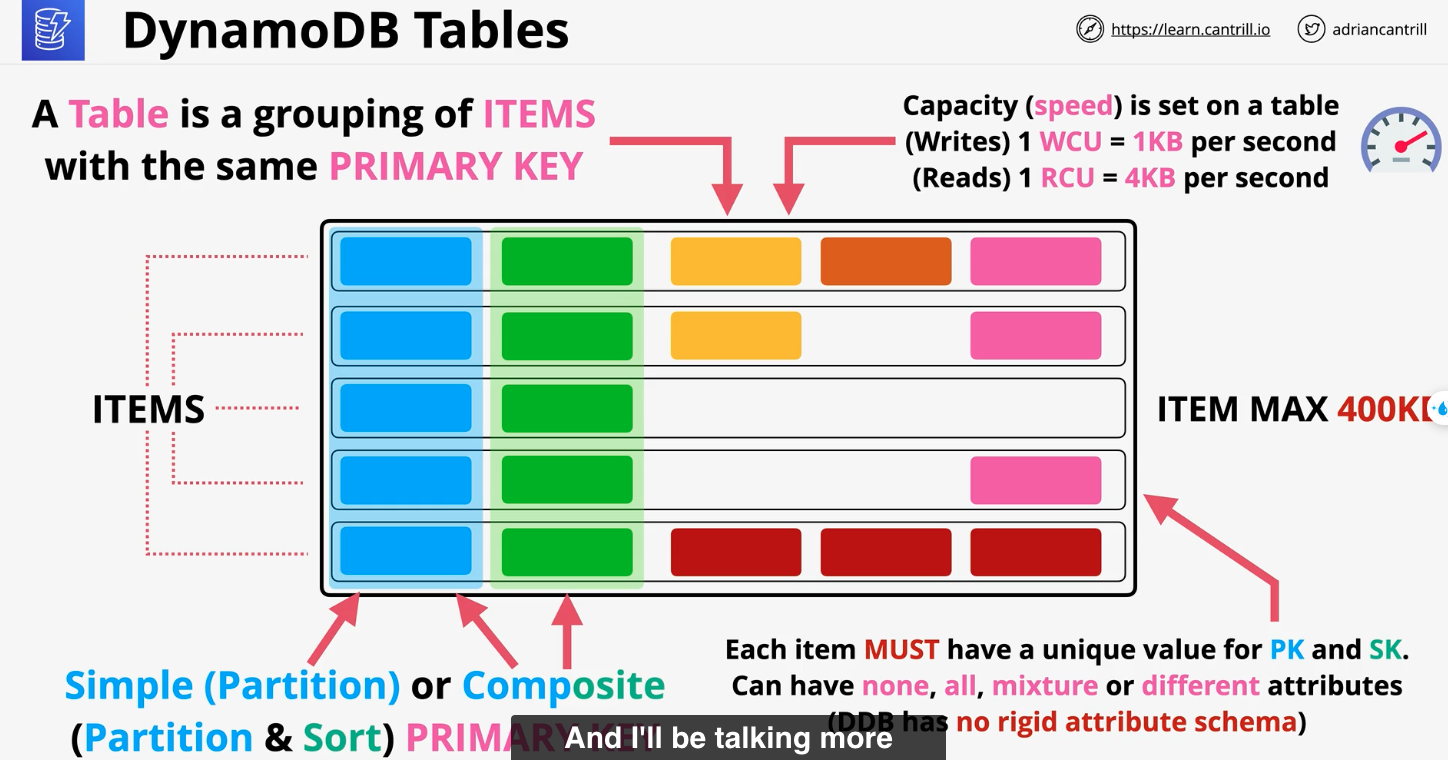 DynamoDB Tables
https://learn.cantrill.io
adriancantrill
A Table is a grouping of ITEMS
with the same PRIMARY KEY
Capacity (speed) is set on a table
(Writes) 1 WCU = 1KB per second
(Reads) 1 RCU = 4KB per second
ITEMS
ITEM MAX 400K
Simple (Partition) or Composite
(Partition & Sort) PRIMARY KEY
Each item MUST have a unique value for PK and SK.
Can have none, all, mixture or different attributes
(DDB has no rigid attribute schema)
And I'll be talking more